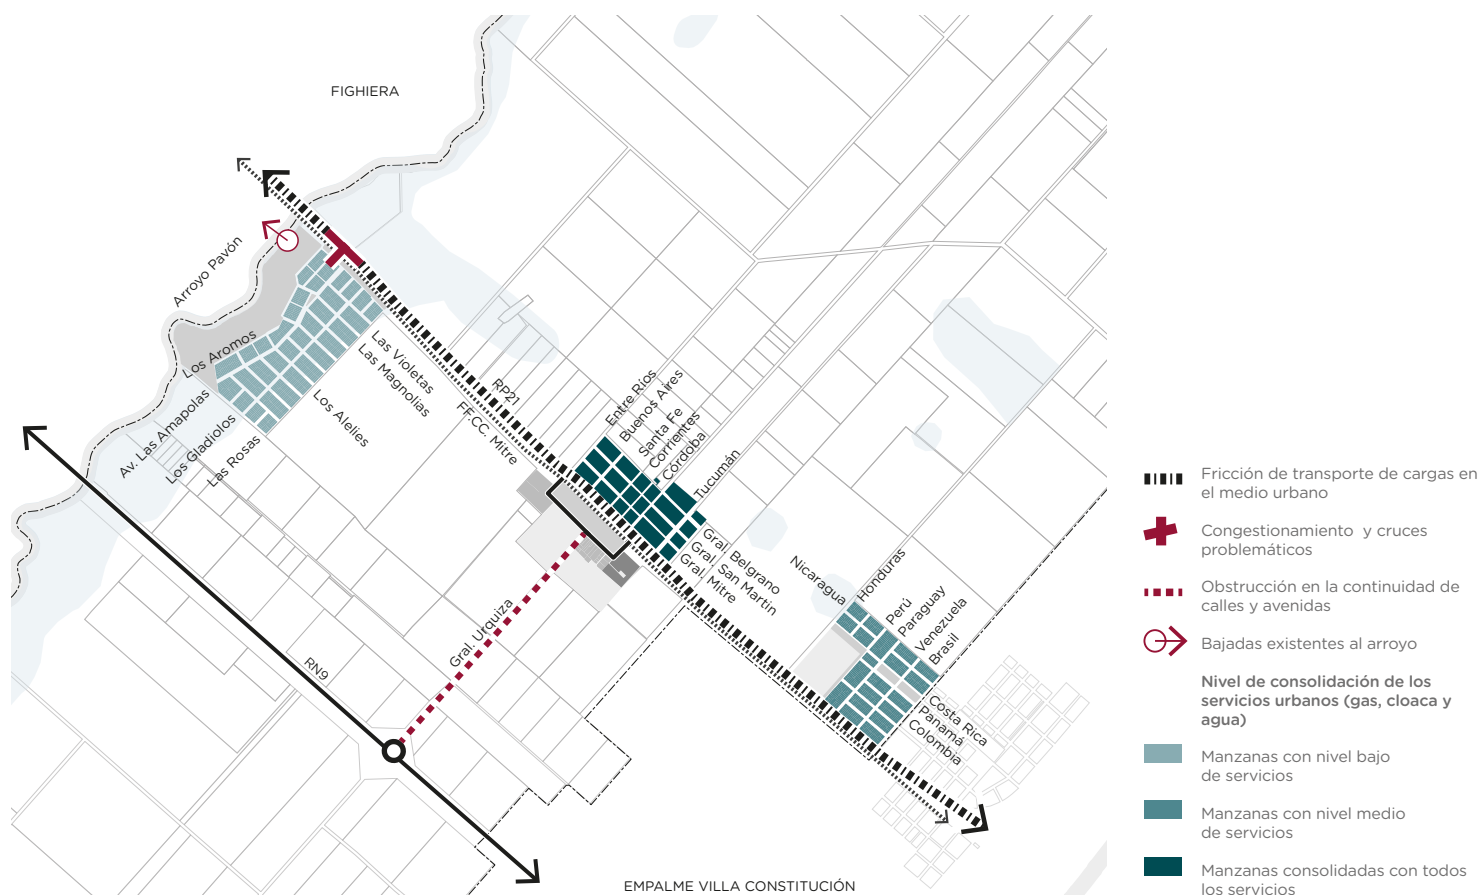 FIGHIERA
Arroyo Pavón
Los Aromos
Las Violetas
Las Magnolias
Los Alelies
Av. Las Amapolas
Los Gladiolos
Las Rosas
RP21
FF.CC. Mitre
Entre Ríos
Buenos Aires
Santa Fe
Corrientes
Córdoba
Tucumán
Gral. Belgrano
Gral. San Martin
Gral. Mitre
Nicaragua
Honduras
Perú
Paraguay
Venezuela
Brasil
Costa Rica
Panamá
Colombia
Gral. Urquiza
RN9
EMPALME VILLA CONSTITUCIÓN
Fricción de transporte de cargas en
el medio urbano
Congestionamiento y cruces
problemáticos
Obstrucción en la continuidad de
calles y avenidas
Bajadas existentes al arroyo
Nivel de consolidación de los
servicios urbanos (gas, cloaca y
agua)
Manzanas con nivel bajo
de servicios
Manzanas con nivel medio
de servicios
Manzanas consolidadas con todos
los servicios